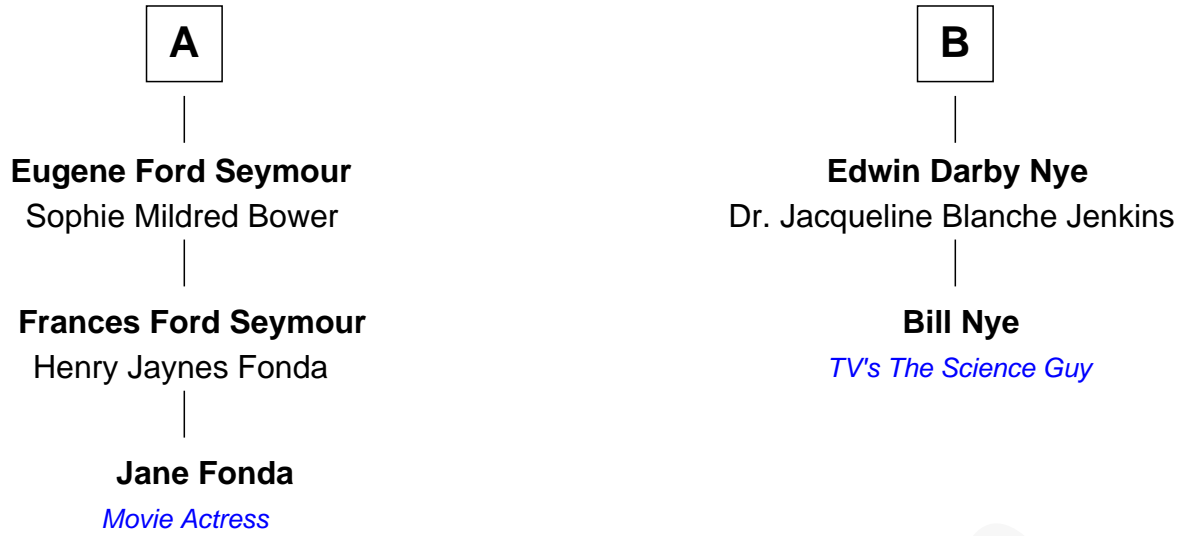 A
Eugene Ford Seymour
Sophie Mildred Bower
Frances Ford Seymour
Henry Jaynes Fonda
Jane Fonda
Movie Actress
B
Edwin Darby Nye
Dr. Jacqueline Blanche Jenkins
Bill Nye
TV's The Science Guy